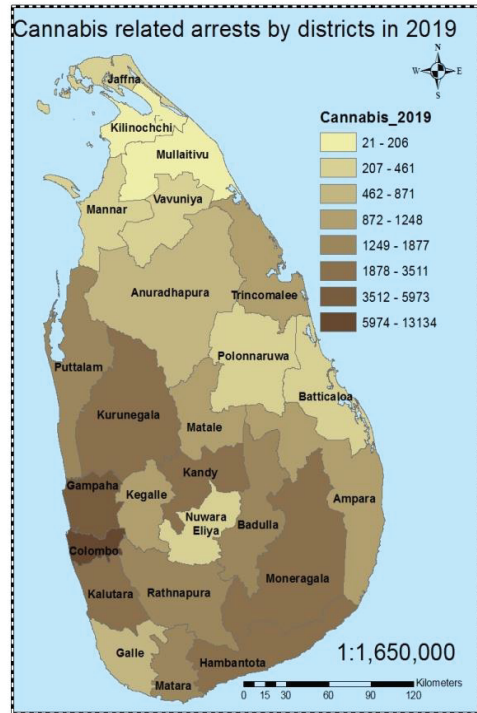 Cannabis related arrests by districts in 2019
N
W E
S
Jaffna
Kilinochchi
Mullaitivu
Mannar
Vavuniya
Anuradhapura
Trincomalee
Polonnaruwa
Puttalam
Batticaloa
Kurunegala
Matale
Gampaha
Kandy
Kegalle
Ampara
Nuwara
Eliya
Badulla
Colombo
Moneragala
Kalutara
Rathnapura
Galle
Hambantota
Matara
Cannabis_2019
21 - 206
207 - 461
462 - 871
872 - 1248
1249 - 1877
1878 - 3511
3512 - 5973
5974 - 13134
1:1,650,000
Kilometers
0 15 30 60 90 120